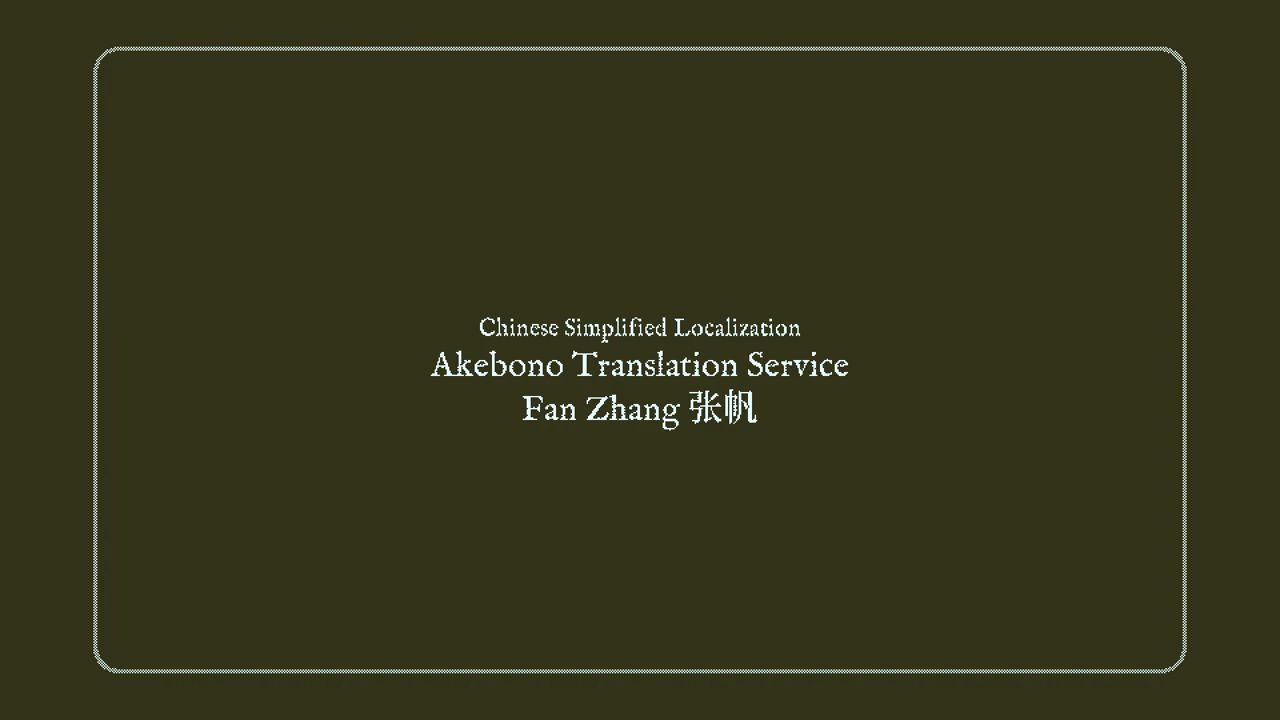 Chinese Simplified Localization
Akebono Translation Service
Fan Zhang 张帆